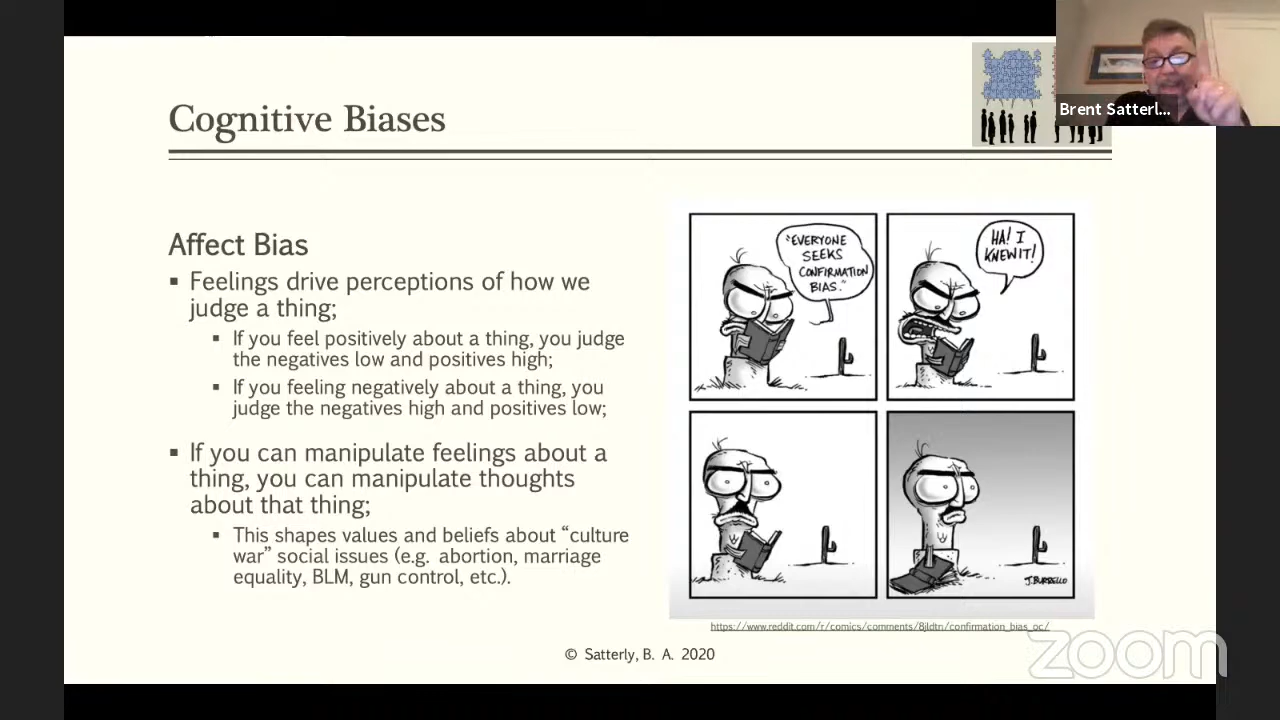 Cognitive Biases
Brent Satterl...
Affect Bias
▪ Feelings drive perceptions of how we
judge a thing;
▪ If you feel positively about a thing, you judge
the negatives low and positives high;
▪ If you feeling negatively about a thing, you
judge the negatives high and positives low;
▪ If you can manipulate feelings about a
thing, you can manipulate thoughts
about that thing;
▪ This shapes values and beliefs about “culture
war” social issues (e.g. abortion, marriage
equality, BLM, gun control, etc.).
"EVERYONE
SEEKS
CONFIRMATION
BIAS."
HA! I
KNEW IT!
J. BURRELLO
https://www.reddit.com/r/comics/comments/8jldtn/confirmation_bias_oc/
© Satterly, B. A. 2020
zoom